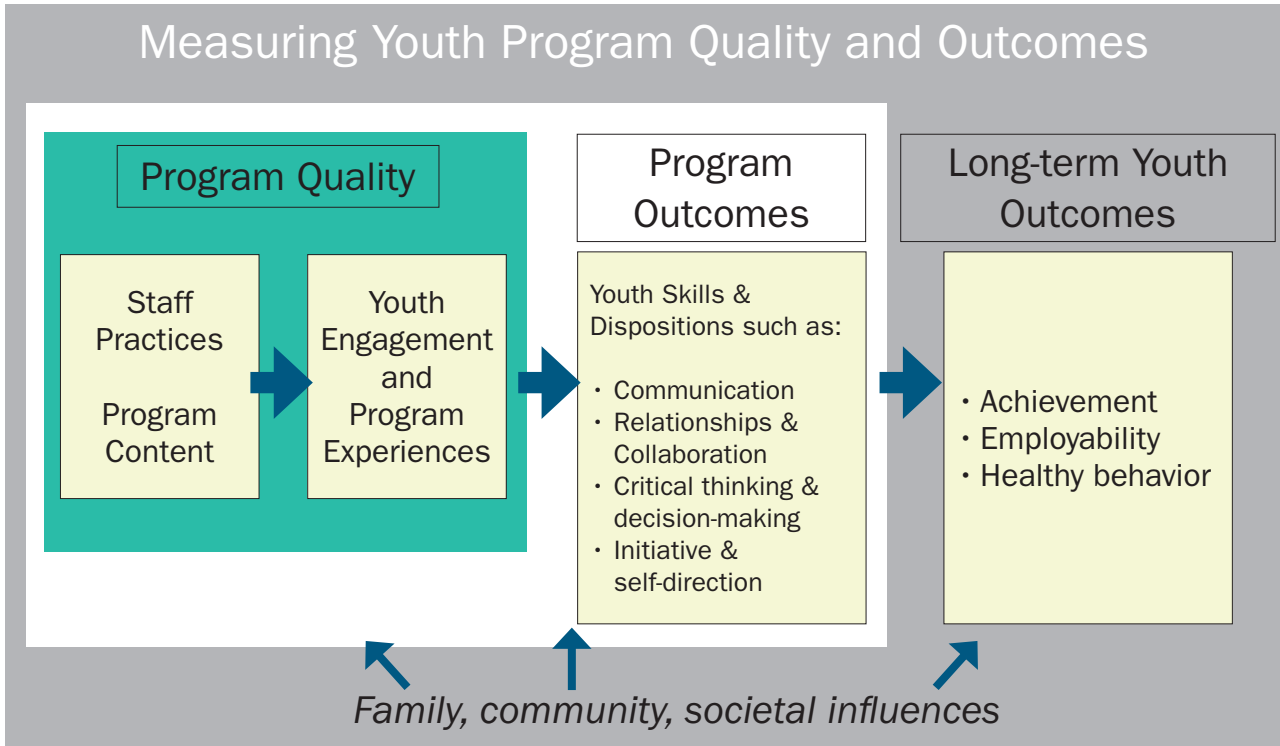 Measuring Youth Program Quality and Outcomes
Program Quality
Staff
Practices
Program
Content
Youth
Engagement
and
Program
Experiences
Program
Outcomes
Youth Skills &
Dispositions such as:
· Communication
· Relationships &
Collaboration
· Critical thinking &
decision-making
· Initiative &
self-direction
Long-term Youth
Outcomes
· Achievement
· Employability
· Healthy behavior
Family, community, societal influences